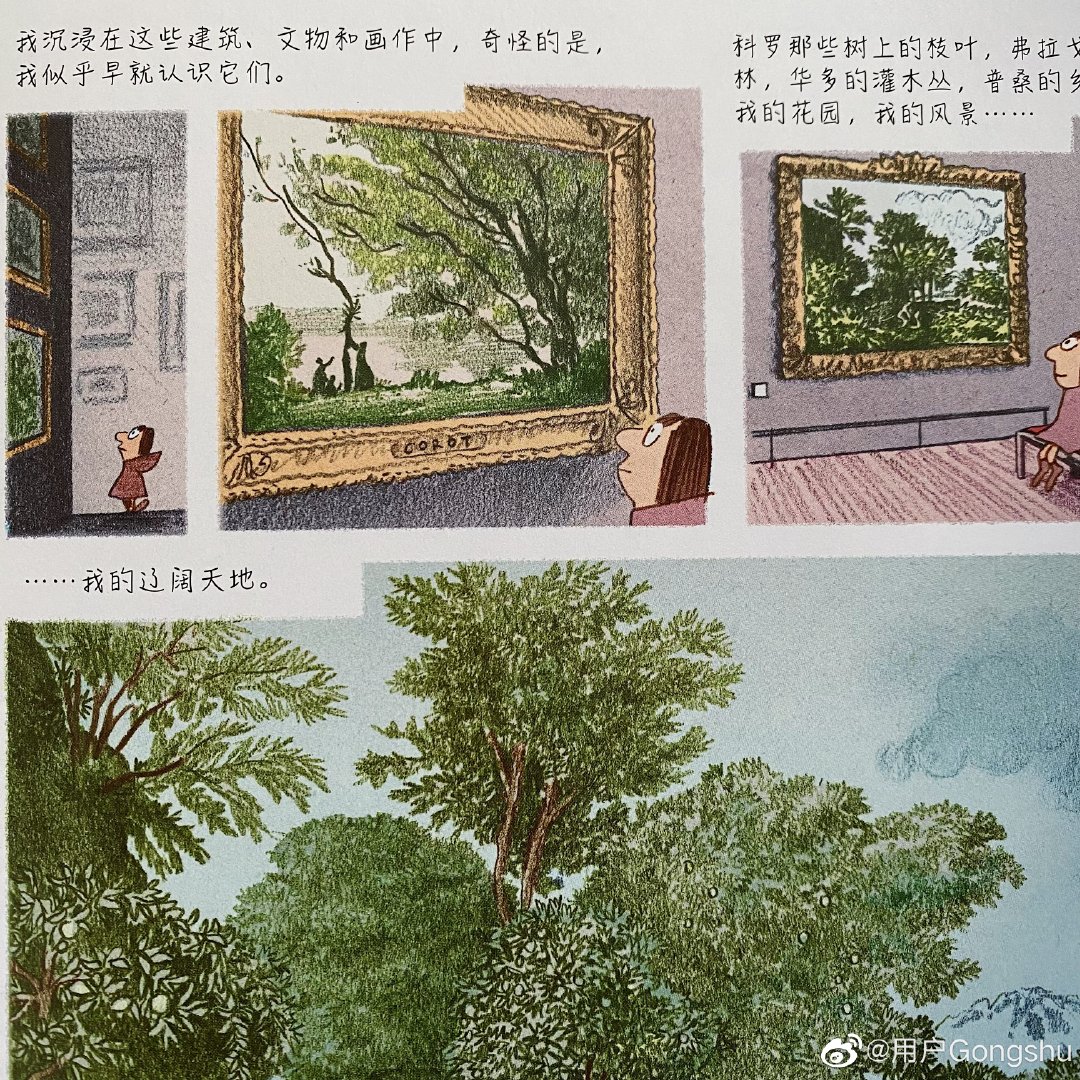 我沉浸在这些建筑、文物和画作中，奇怪的是，
我似乎早就认识它们。
科罗那些树上的枝叶，弗拉戈
林，华多的灌木丛，普桑的乡
我的花园，我的风景……
COROT
……我的辽阔天地。
@用户Gongshu